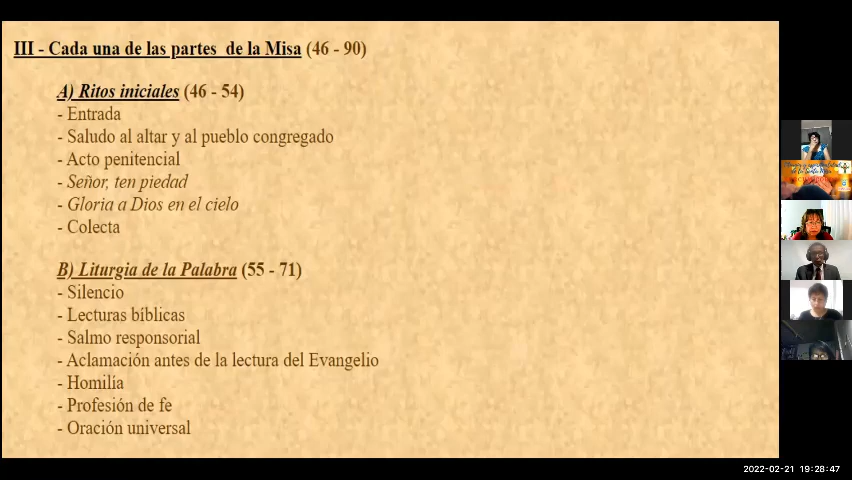 III - Cada una de las partes de la Misa (46 - 90)
A) Ritos iniciales (46 - 54)
- Entrada
- Saludo al altar y al pueblo congregado
- Acto penitencial
- Señor, ten piedad
- Gloria a Dios en el cielo
- Colecta
B) Liturgia de la Palabra (55 - 71)
- Silencio
- Lecturas bíblicas
- Salmo responsorial
- Aclamación antes de la lectura del Evangelio
- Homilía
- Profesión de fe
- Oración universal
2022-02-21 19:28:47